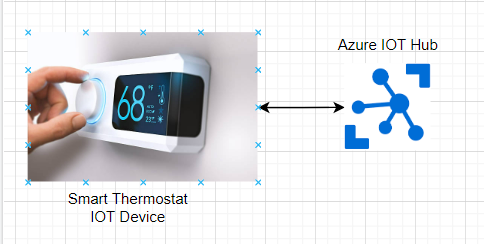 Azure IOT Hub
68
°F
Smart Thermostat
IOT Device